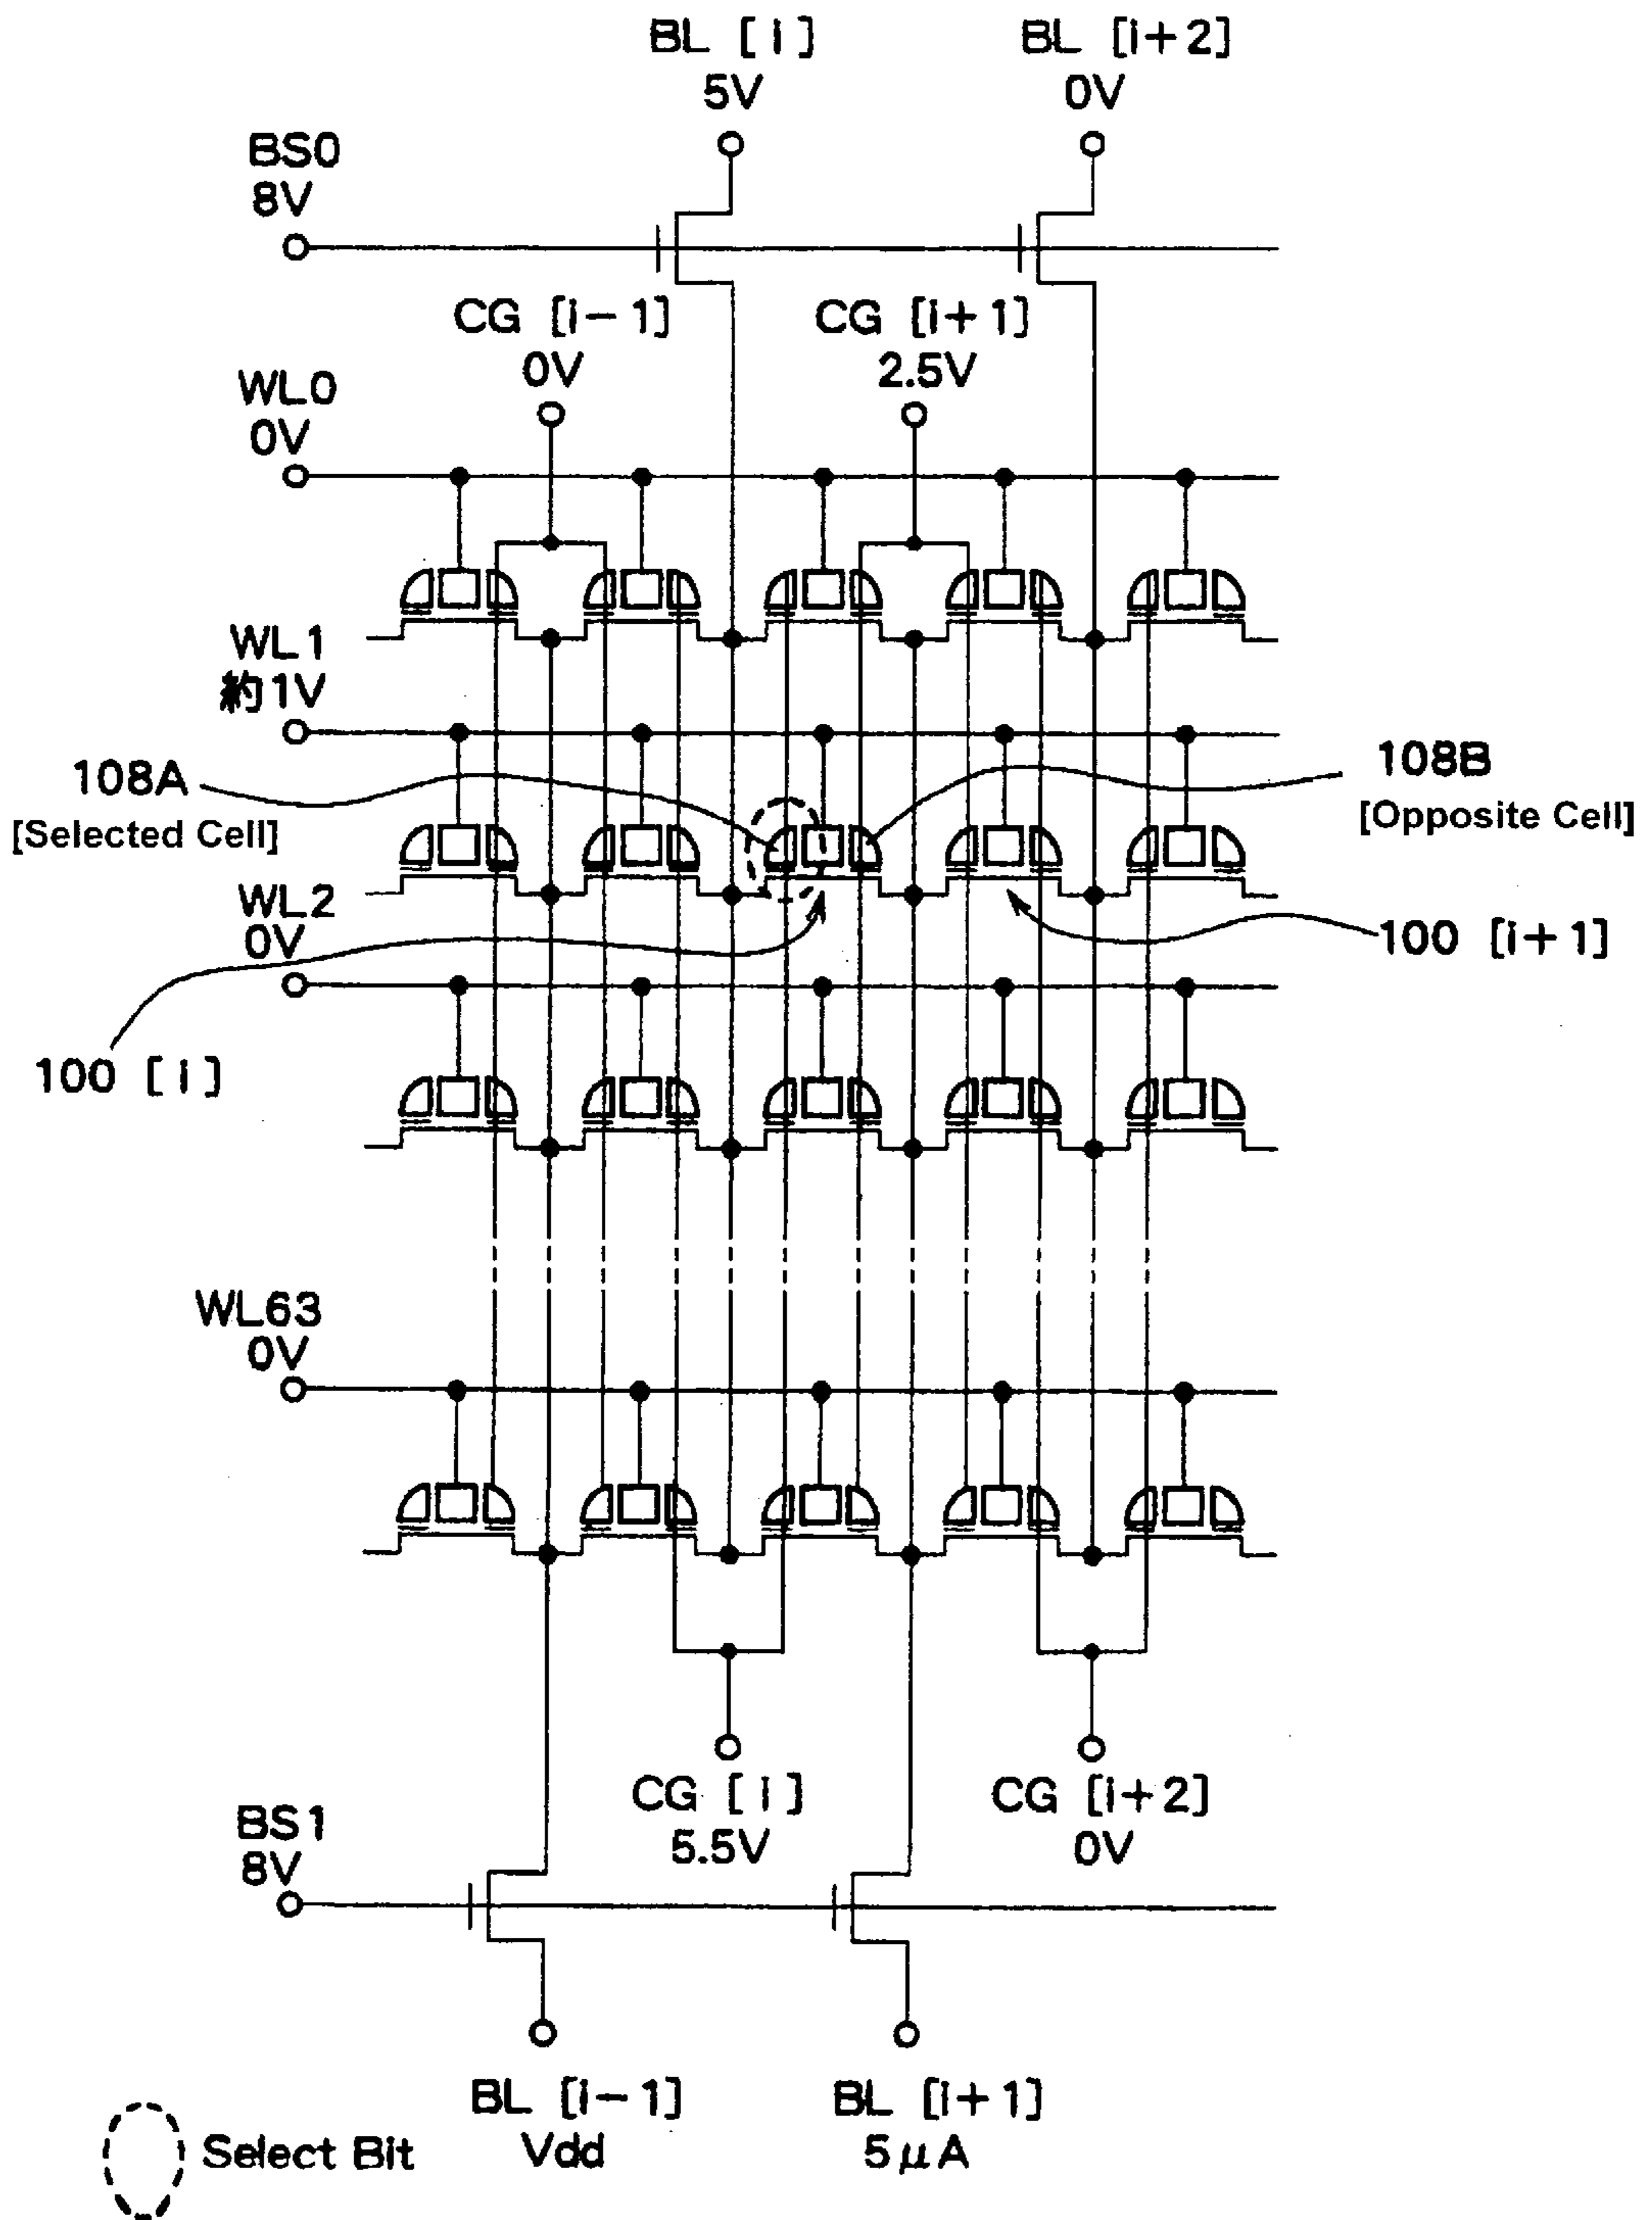 BL [i]
5V
BL [i+2]
0V
BS0
8V
CG [i-1]
0V
CG [i+1]
2.5V
WL0
0V
WL1
約1V
108A
[Selected Cell]
108B
[Opposite Cell]
WL2
0V
100 [i+1]
100 [i]
WL63
0V
CG [i]
5.5V
CG [i+2]
0V
BS1
8V
BL [i-1]
Vdd
BL [i+1]
5μA
Select Bit